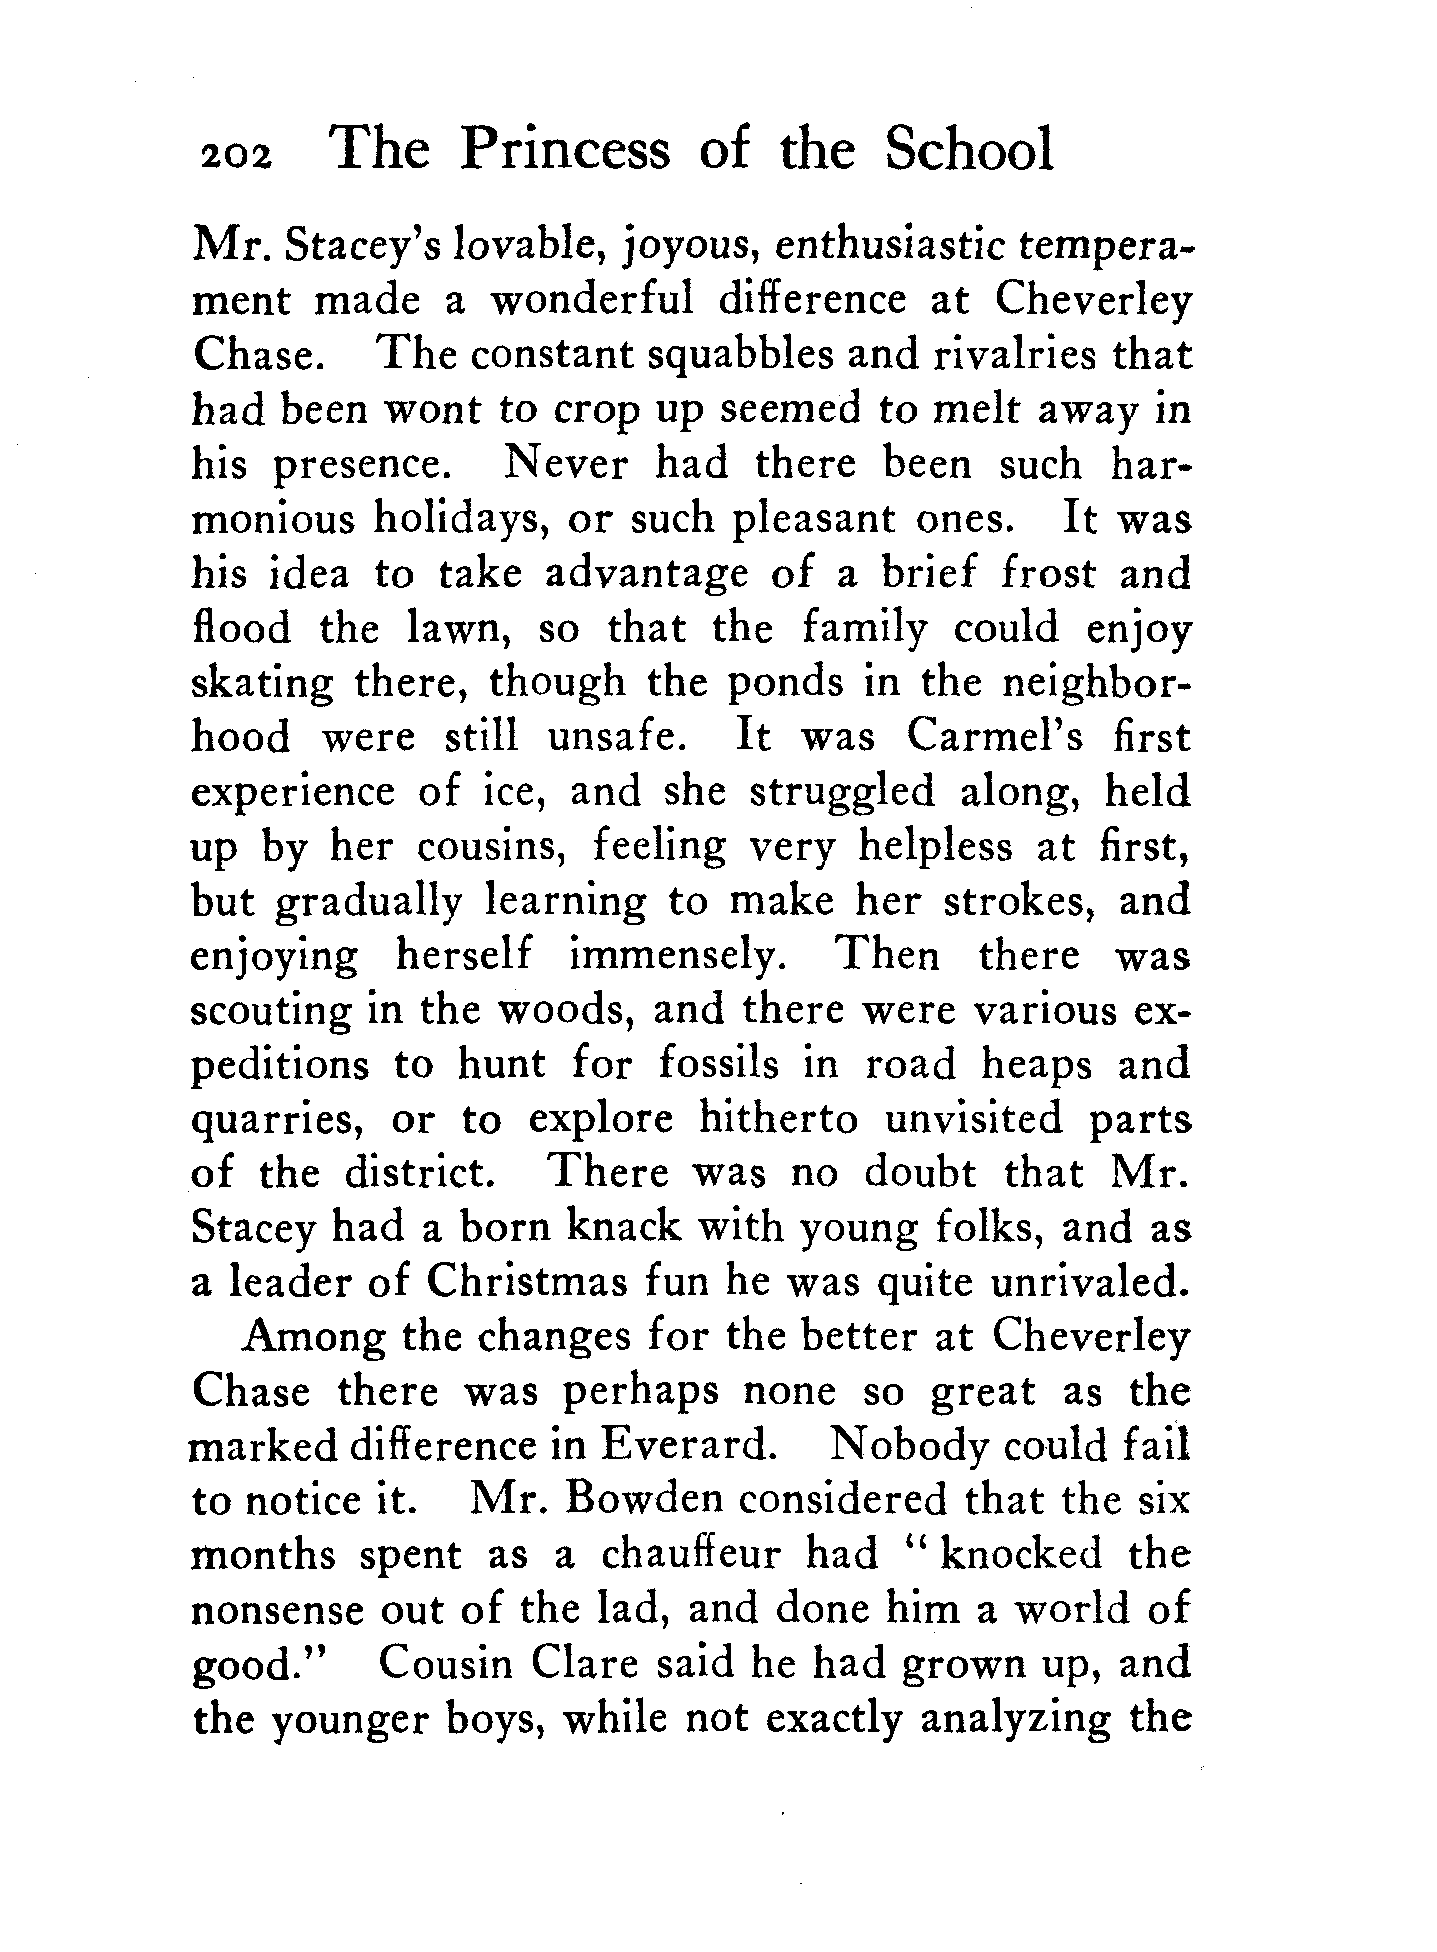 202 The Princess of the School
Mr. Stacey's lovable, joyous, enthusiastic tempera-
ment made a wonderful difference at Cheverley
Chase. The constant squabbles and rivalries that
had been wont to crop up seemed to melt away in
his presence. Never had there been such har-
monious holidays, or such pleasant ones. It was
his idea to take advantage of a brief frost and
flood the lawn, so that the family could enjoy
skating there, though the ponds in the neighbor-
hood were still unsafe. It was Carmel's first
experience of ice, and she struggled along, held
up by her cousins, feeling very helpless at first,
but gradually learning to make her strokes, and
enjoying herself immensely. Then there was
scouting in the woods, and there were various ex-
peditions to hunt for fossils in road heaps and
quarries, or to explore hitherto unvisited parts
of the district. There was no doubt that Mr.
Stacey had a born knack with young folks, and as
a leader of Christmas fun he was quite unrivaled.
Among the changes for the better at Cheverley
Chase there was perhaps none so great as the
marked difference in Everard. Nobody could fail
to notice it. Mr. Bowden considered that the six
months spent as a chauffeur had "knocked the
nonsense out of the lad, and done him a world of
good." Cousin Clare said he had grown up, and
the younger boys, while not exactly analyzing the